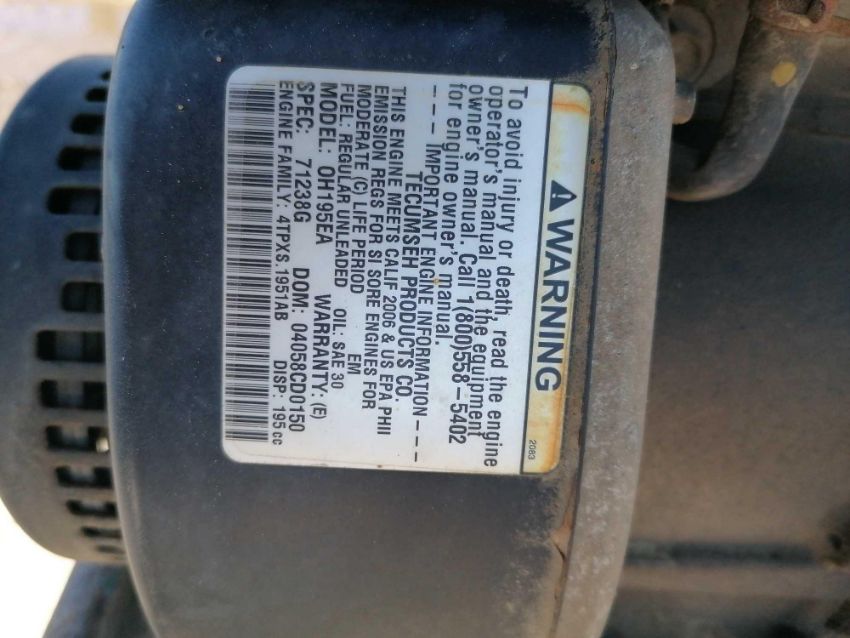 ⚠ WARNING
2083
To avoid injury or death, read the engine
operator's manual and the equipment
owner's manual. Call 1(800)558-5402
for engine owner's manual.
--- IMPORTANT ENGINE INFORMATION ---
TECUMSEH PRODUCTS CO.
THIS ENGINE MEETS CALIF 2006 & US EPA PHII
EMISSION REGS FOR SI SORE ENGINES FOR
MODERATE (C) LIFE PERIOD EM
FUEL: REGULAR UNLEADED OIL: SAE 30
MODEL: OH195EA WARRANTY: (E)
SPEC: 71238G DOM: 04058CD0150
ENGINE FAMILY: 4TPXS.1951AB DISP: 195 cc